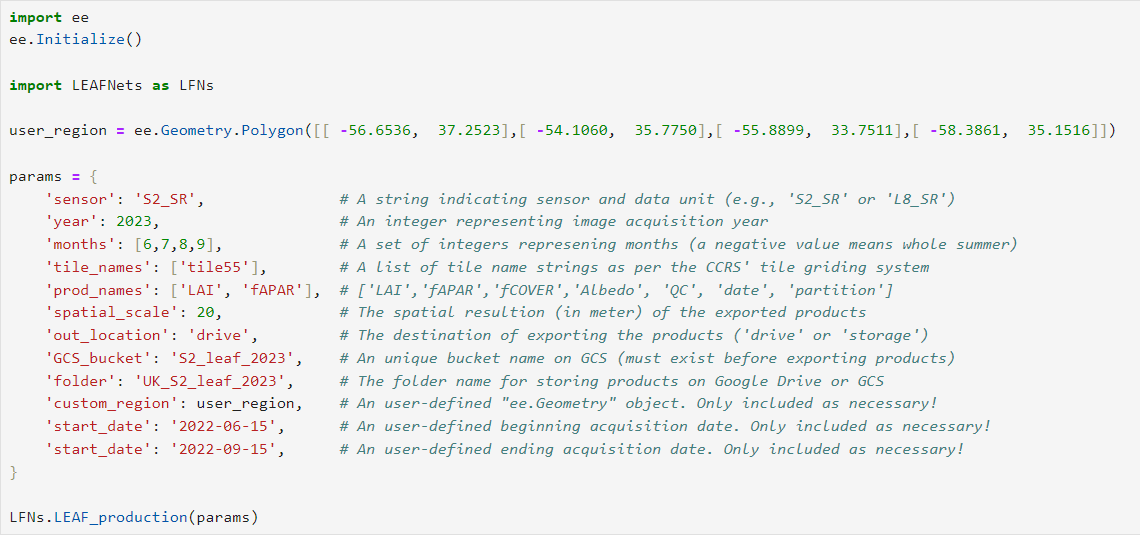 import ee
ee.Initialize()
import LEAFNets as LFNs
user_region = ee.Geometry.Polygon([[ -56.6536,  37.2523],[ -54.1060,  35.7750],[ -55.8899,  33.7511],[ -58.3861,  35.1516]])
params = {
    'sensor': 'S2_SR',               # A string indicating sensor and data unit (e.g., 'S2_SR' or 'L8_SR')
    'year': 2023,                    # An integer representing image acquisition year
    'months': [6,7,8,9],             # A set of integers represening months (a negative value means whole summer)
    'tile_names': ['tile55'],        # A list of tile name strings as per the CCRS' tile griding system
    'prod_names': ['LAI', 'fAPAR'],  # ['LAI','fAPAR','fCOVER','Albedo', 'QC', 'date', 'partition']
    'spatial_scale': 20,             # The spatial resultion (in meter) of the exported products
    'out_location': 'drive',         # The destination of exporting the products ('drive' or 'storage')
    'GCS_bucket': 'S2_leaf_2023',    # An unique bucket name on GCS (must exist before exporting products)
    'folder': 'UK_S2_leaf_2023',     # The folder name for storing products on Google Drive or GCS
    'custom_region': user_region,    # An user-defined "ee.Geometry" object. Only included as necessary!
    'start_date': '2022-06-15',      # An user-defined beginning acquisition date. Only included as necessary!
    'start_date': '2022-09-15',      # An user-defined ending acquisition date. Only included as necessary!
}
LFNs.LEAF_production(params)